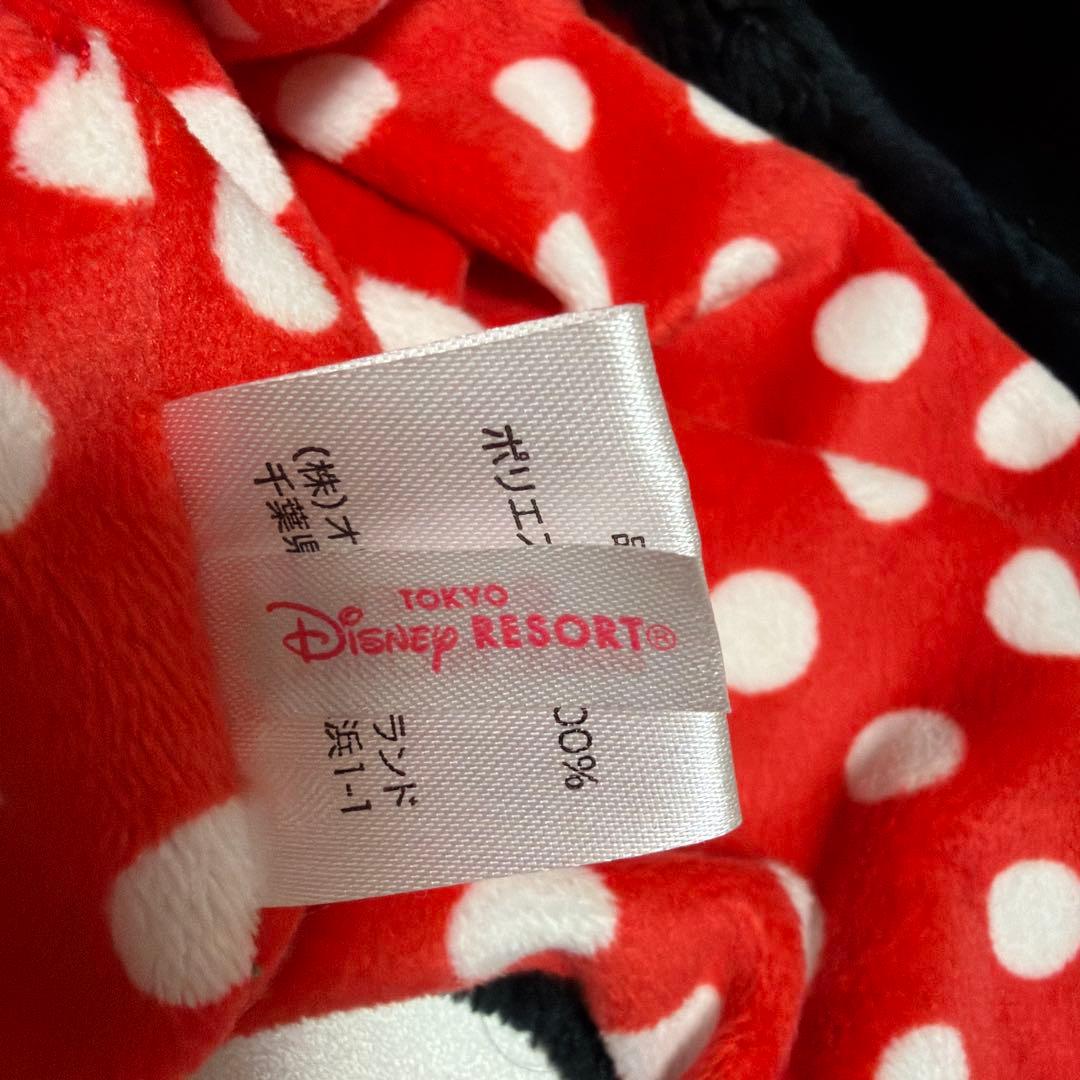 ポリエ
(株)オ
千葉県
TOKYO
Disney RESORT®
00%
ランド
浜1-1